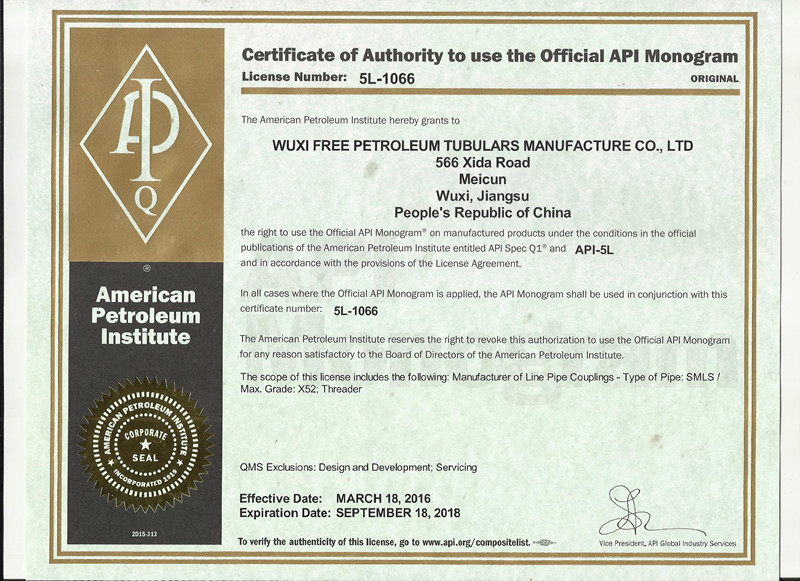 Certificate of Authority to use the Official API Monogram
License Number: 5L-1066
ORIGINAL
The American Petroleum Institute hereby grants to
WUXI FREE PETROLEUM TUBULARS MANUFACTURE CO., LTD
566 Xida Road
Meicun
Wuxi, Jiangsu
People's Republic of China
the right to use the Official API Monogram® on manufactured products under the conditions in the official
publications of the American Petroleum Institute entitled API Spec Q1® and API-5L
and in accordance with the provisions of the License Agreement.
In all cases where the Official API Monogram is applied, the API Monogram shall be used in conjunction with this
certificate number: 5L-1066
The American Petroleum Institute reserves the right to revoke this authorization to use the Official API Monogram
for any reason satisfactory to the Board of Directors of the American Petroleum Institute.
The scope of this license includes the following: Manufacturer of Line Pipe Couplings - Type of Pipe: SMLS /
Max. Grade: X52; Threader
QMS Exclusions: Design and Development; Servicing
Effective Date: MARCH 18, 2016
Expiration Date: SEPTEMBER 18, 2018
To verify the authenticity of this license, go to www.api.org/compositelist.
Vice President, API Global Industry Services
API
Q
®
American
Petroleum
Institute
AMERICAN PETROLEUM INSTITUTE
CORPORATE
SEAL
INCORPORATED 1919
2015-313